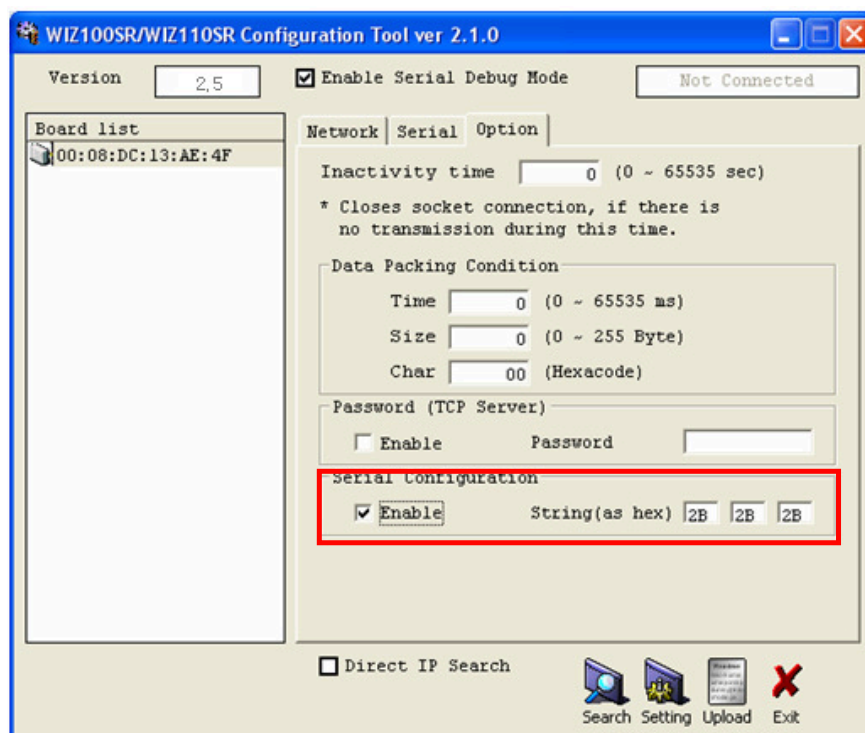 WIZ100SR/WIZ110SR Configuration Tool ver 2.1.0
Version 2,5 Enable Serial Debug Mode Not Connected
Board list
00:08:DC:13:AE:4F
Network Serial Option
Inactivity time 0 (0 ~ 65535 sec)
* Closes socket connection, if there is
no transmission during this time.
Data Packing Condition
Time 0 (0 ~ 65535 ms)
Size 0 (0 ~ 255 Byte)
Char 00 (Hexacode)
Password (TCP Server)
Enable Password
Serial Configuration
Enable String(as hex) 2B 2B 2B
Direct IP Search
Search Setting Upload Exit